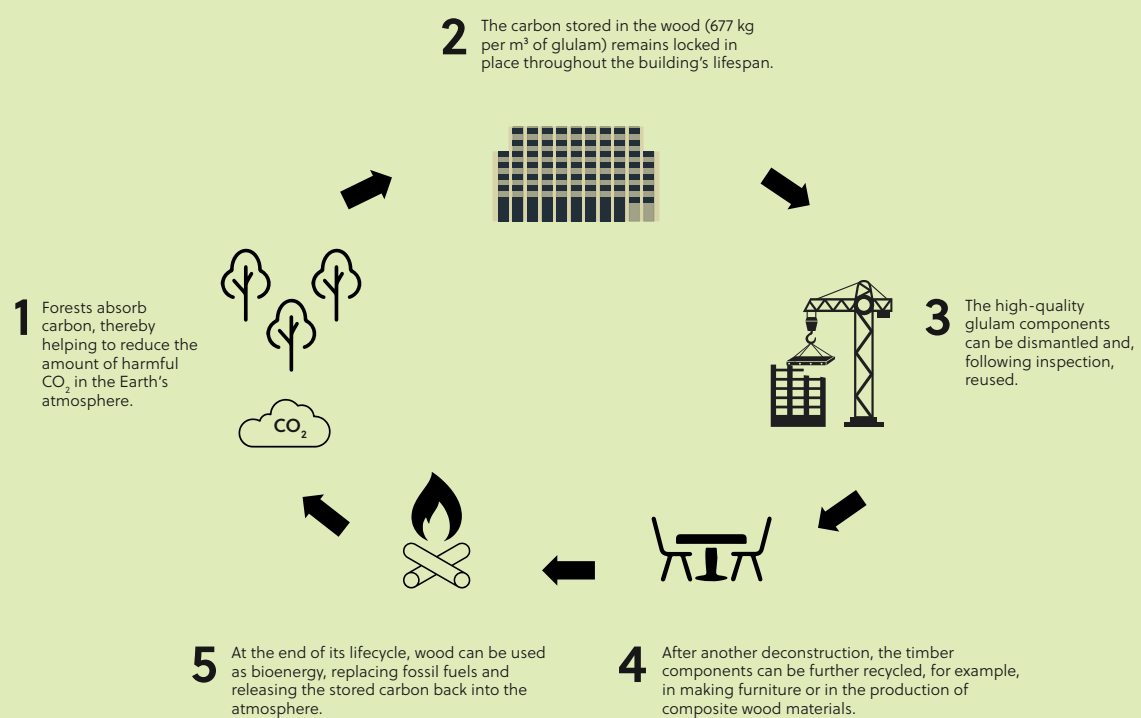 2
The carbon stored in the wood (677 kg
per m³ of glulam) remains locked in
place throughout the building's lifespan.
1
Forests absorb
carbon, thereby
helping to reduce the
amount of harmful
CO₂ in the Earth's
atmosphere.
CO₂
3
The high-quality
glulam components
can be dismantled and,
following inspection,
reused.
5
At the end of its lifecycle, wood can be used
as bioenergy, replacing fossil fuels and
releasing the stored carbon back into the
atmosphere.
4
After another deconstruction, the timber
components can be further recycled, for example,
in making furniture or in the production of
composite wood materials.